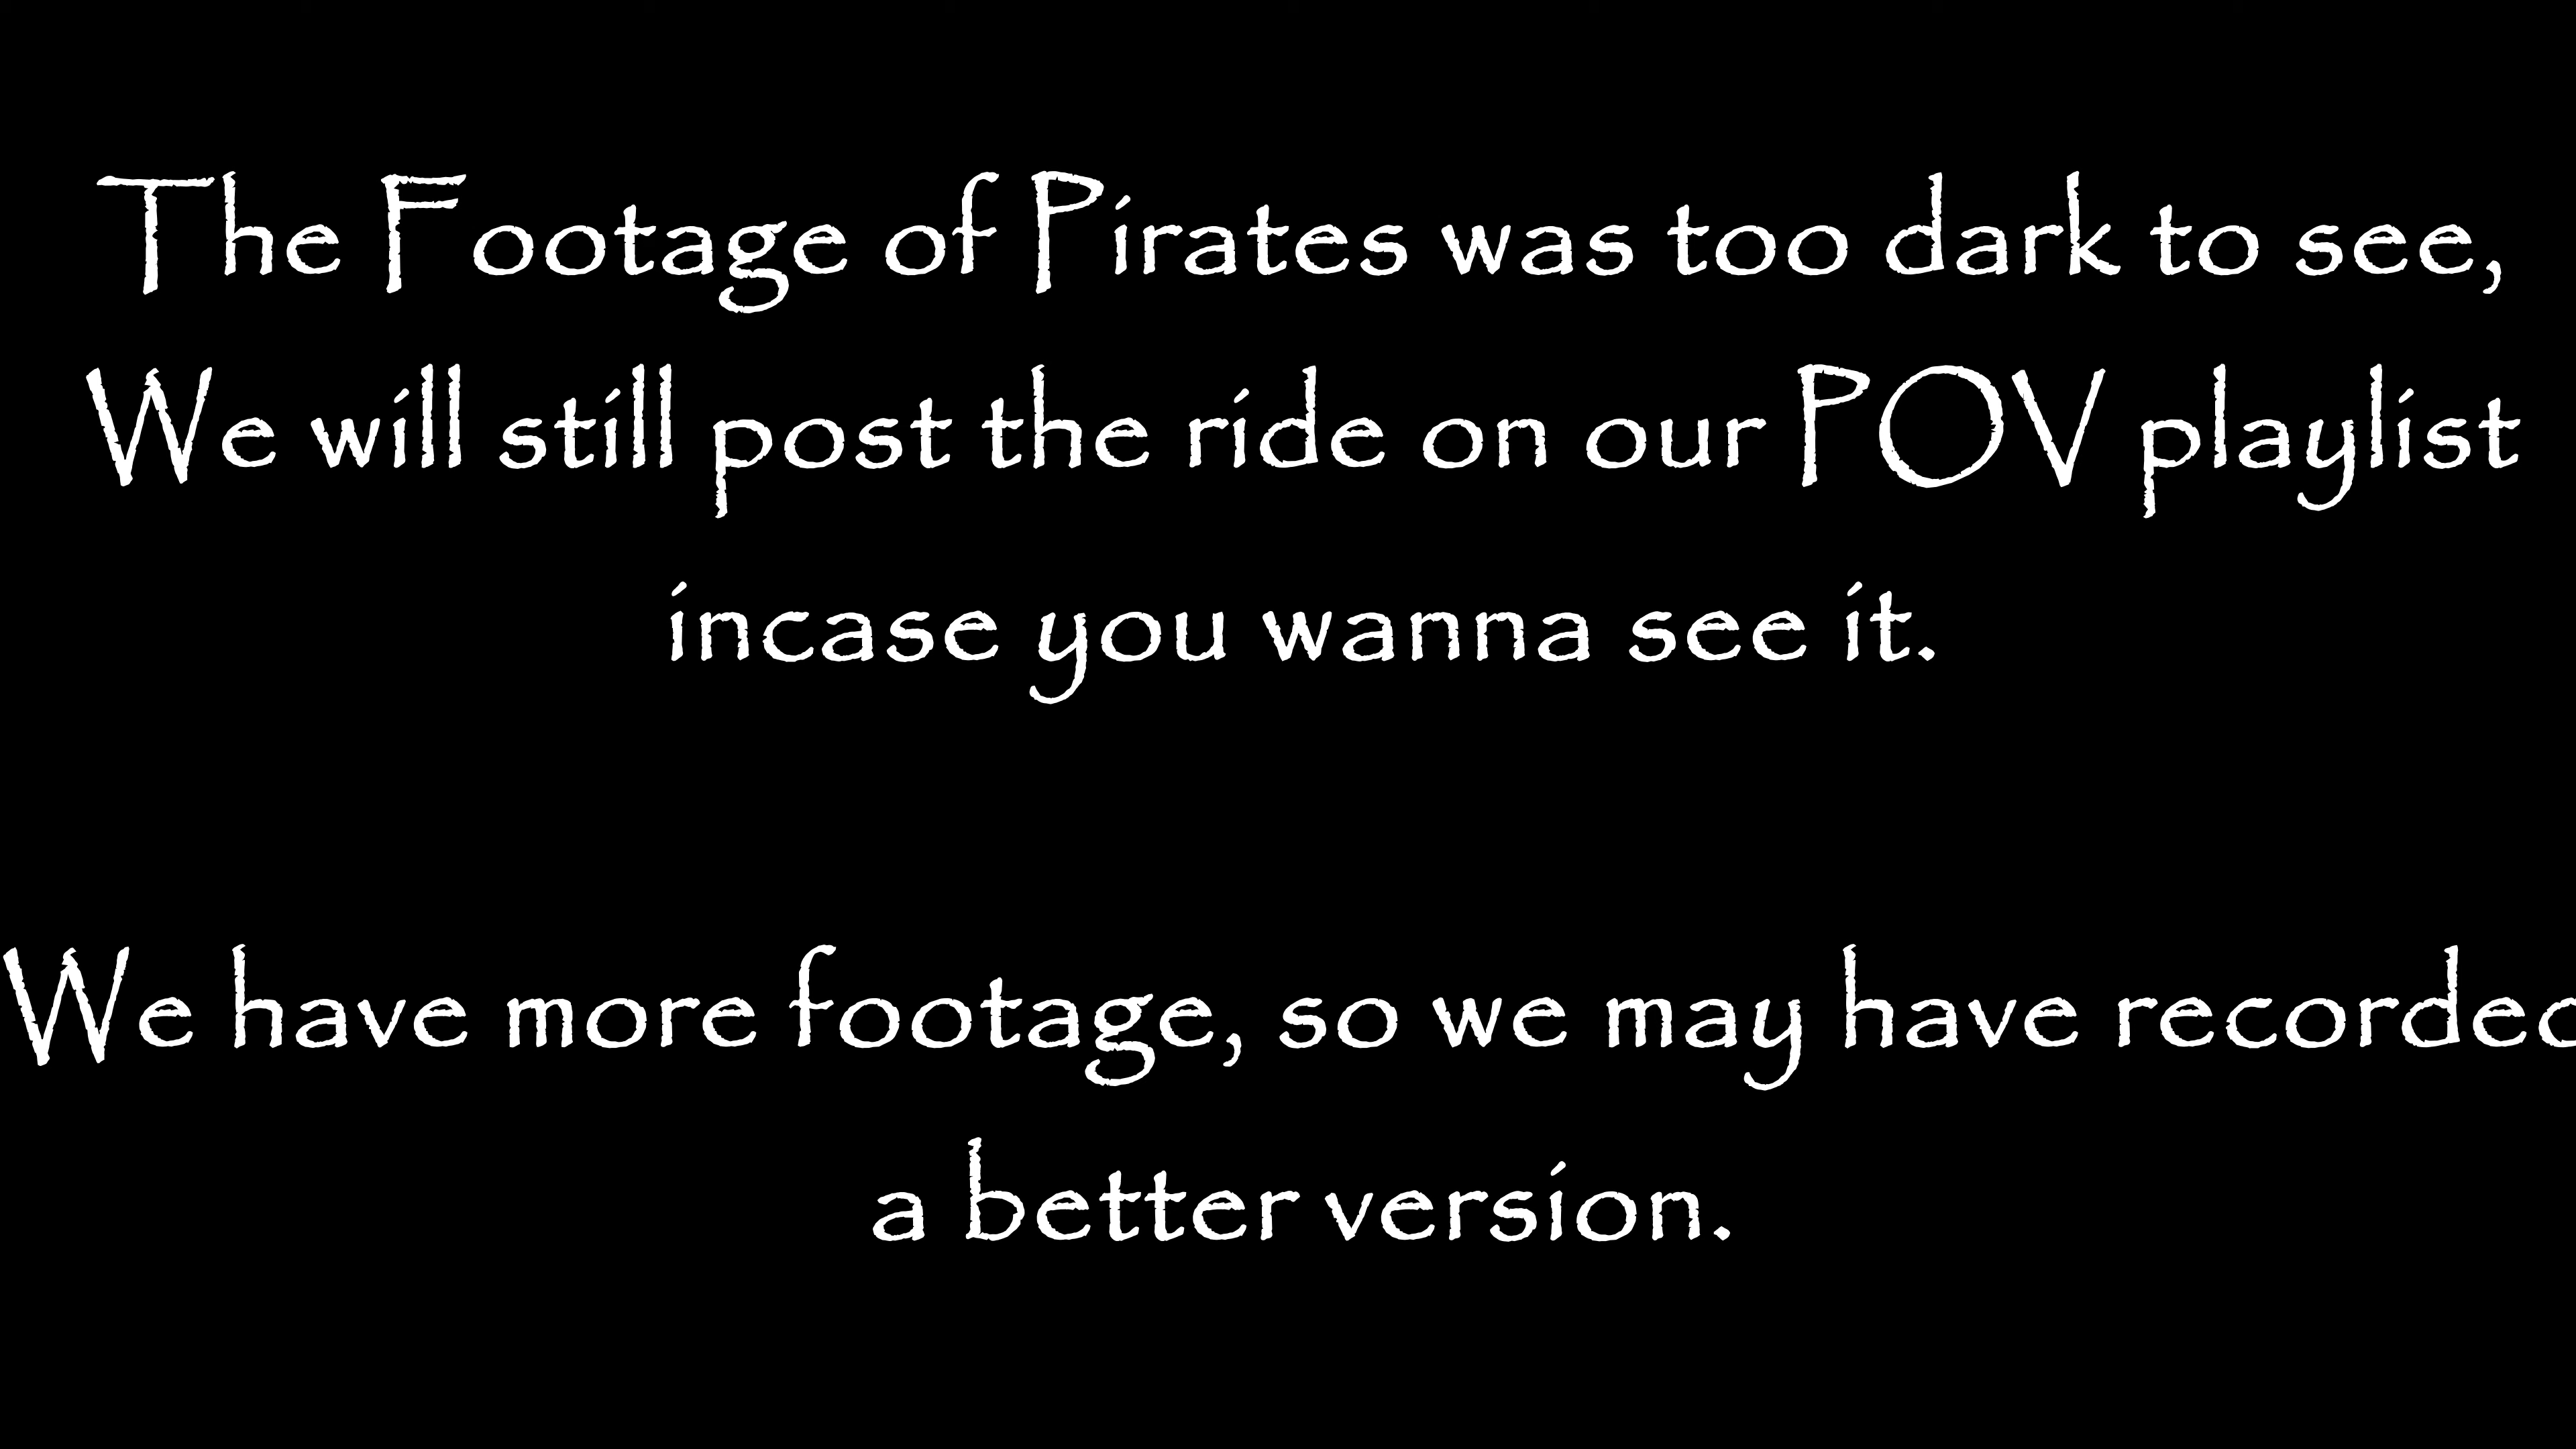 The Footage of Pirates was too dark to see,
We will still post the ride on our POV playlist
incase you wanna see it.
We have more footage, so we may have recorded
a better version.